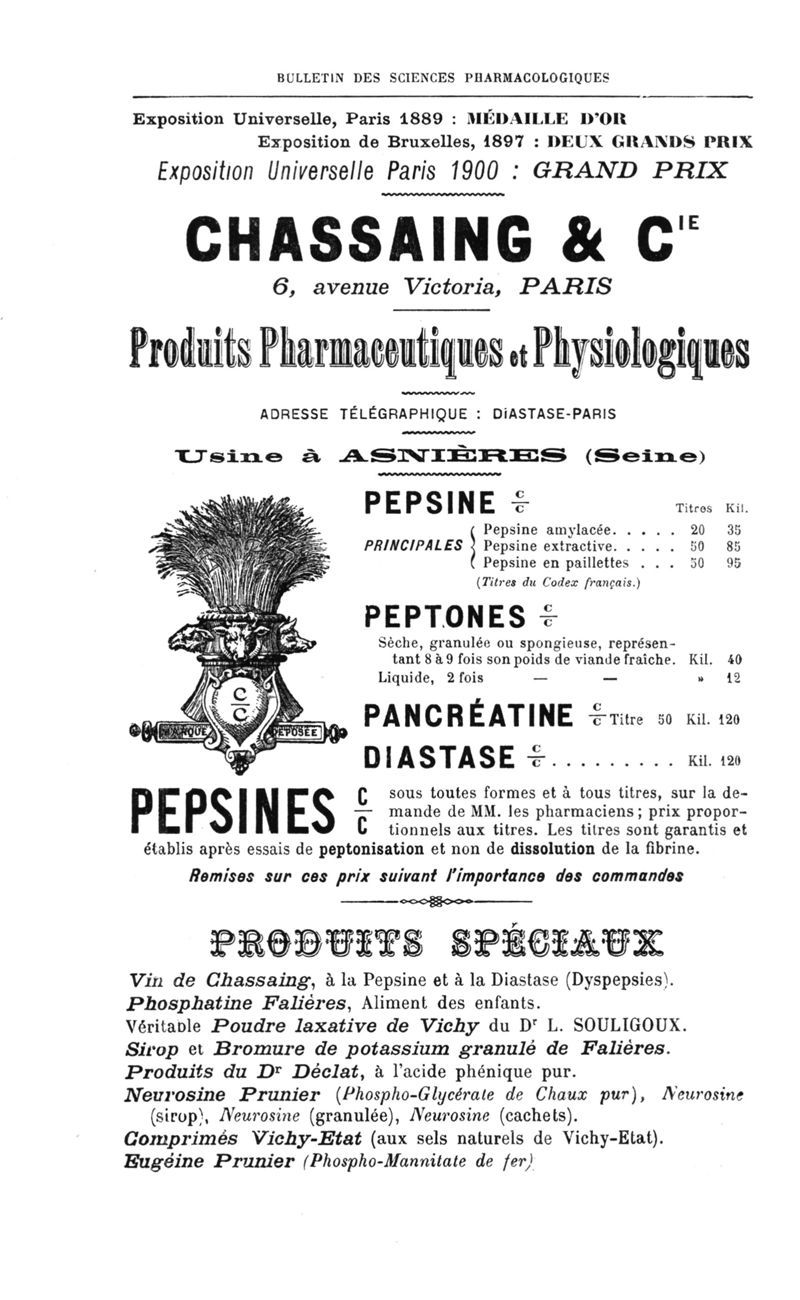 BULLETIN DES SCIENCES PHARMACOLOGIQUES
Exposition Universelle, Paris 1889 : MÉDAILLE D'OR
Exposition de Bruxelles, 1897 : DEUX GRANDS PRIX
Exposition Universelle Paris 1900 : GRAND PRIX
CHASSAING & CIE
6, avenue Victoria, PARIS
Produits Pharmaceutiques et Physiologiques
ADRESSE TÉLÉGRAPHIQUE : DiASTASE-PARIS
Usine à ASNIÈRES (Seine)
PEPSINE C/C Titres Kil.
PRINCIPALES { Pepsine amylacée. . . . . 20 35
Pepsine extractive. . . . . 50 85
Pepsine en paillettes . . . 50 95
(Titres du Codex français.)
PEPTONES C/C
Sèche, granulée ou spongieuse, représen-
tant 8 à 9 fois son poids de viande fraîche. Kil. 40
Liquide, 2 fois — — » 12
PANCRÉATINE C/C Titre 50 Kil. 120
DIASTASE C/C . . . . . . . . . Kil. 120
C/C
MARQUE DÉPOSÉE
PEPSINES C/C sous toutes formes et à tous titres, sur la de-
mande de MM. les pharmaciens ; prix propor-
tionnels aux titres. Les titres sont garantis et
établis après essais de peptonisation et non de dissolution de la fibrine.
Remises sur ces prix suivant l'importance des commandes
PRODUITS SPÉCIAUX
Vin de Chassaing, à la Pepsine et à la Diastase (Dyspepsies).
Phosphatine Falières, Aliment des enfants.
Véritable Poudre laxative de Vichy du Dr L. SOULIGOUX.
Sirop et Bromure de potassium granulé de Falières.
Produits du Dr Déclat, à l'acide phénique pur.
Neurosine Prunier (Phospho-Glycérate de Chaux pur), Neurosine
(sirop), Neurosine (granulée), Neurosine (cachets).
Comprimés Vichy-Etat (aux sels naturels de Vichy-Etat).
Eugéine Prunier (Phospho-Mannitate de fer)